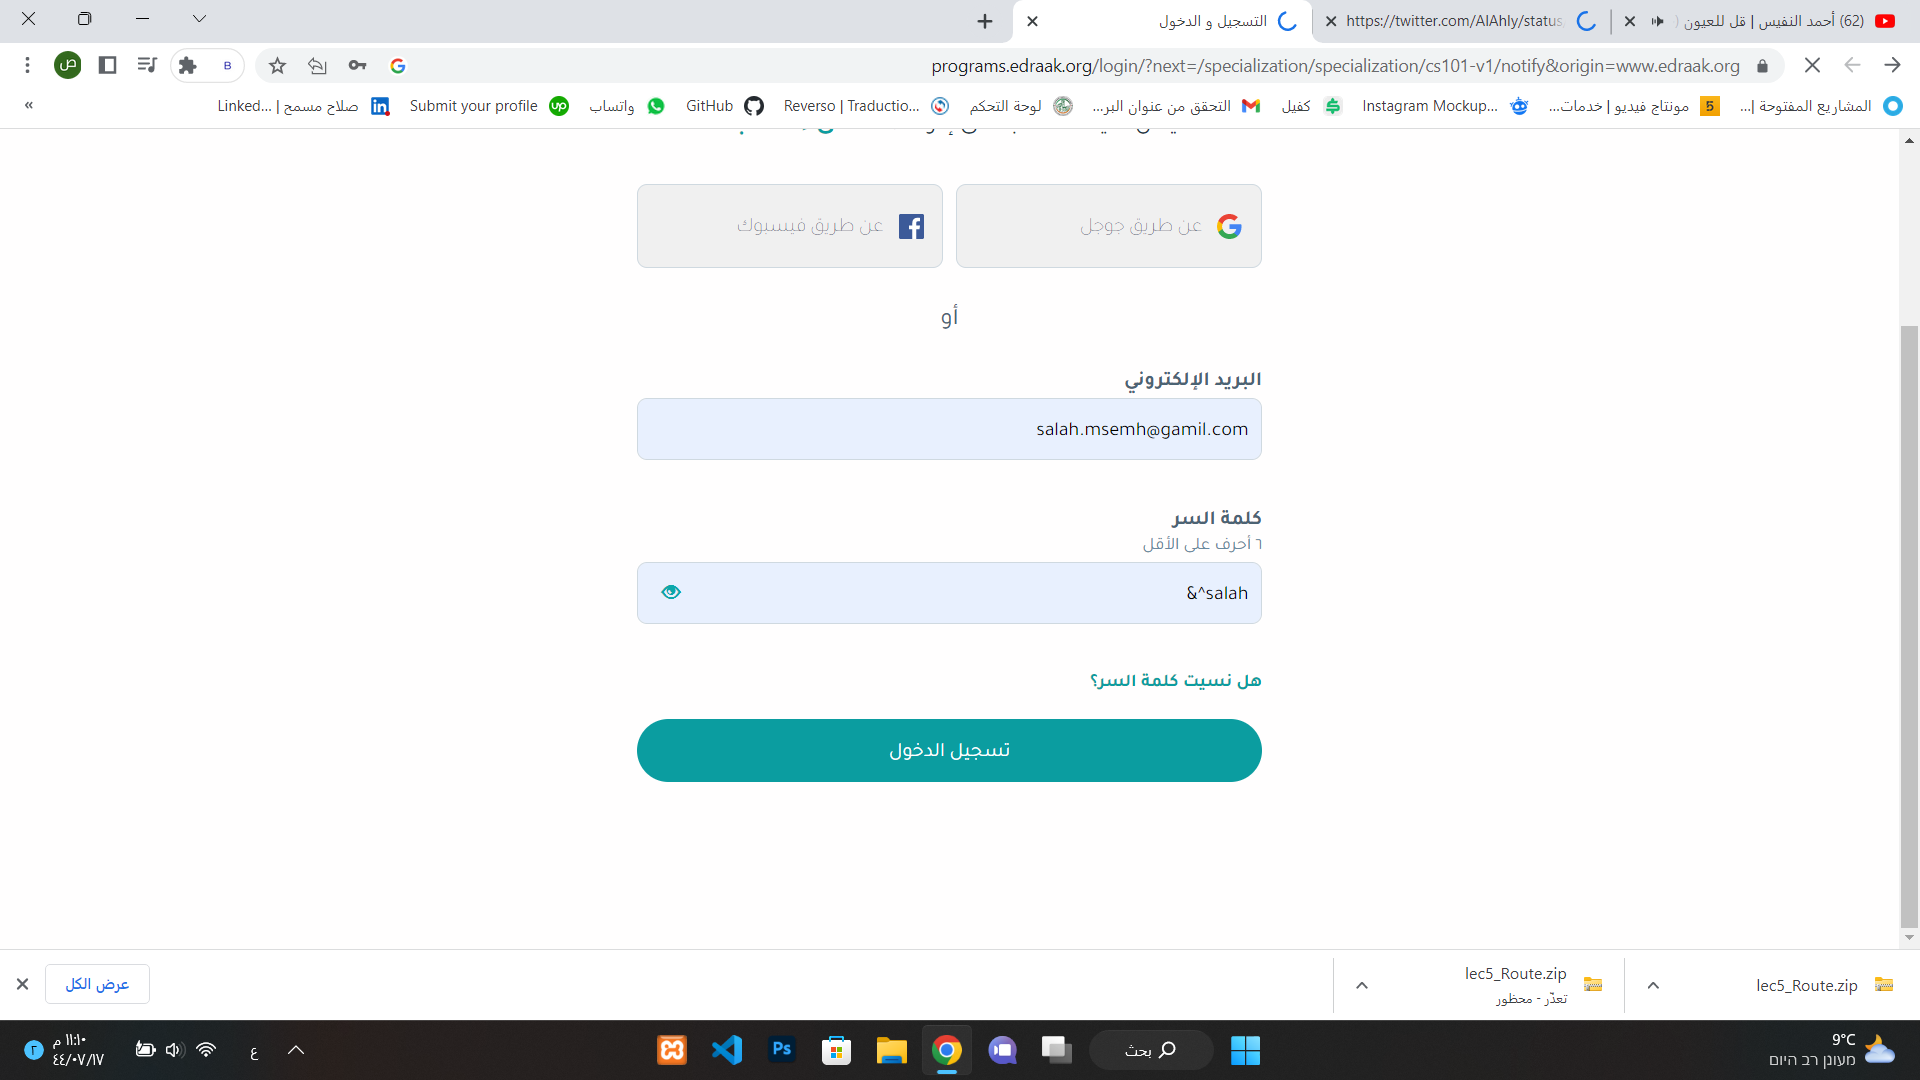 (62) أحمد النفيس | قل للعيون (
https://twitter.com/AlAhly/status/
التسجيل و الدخول
programs.edraak.org/login/?next=/specialization/specialization/cs101-v1/notify&origin=www.edraak.org
B
ص
المشاريع المفتوحة |...
5
مونتاج فيديو | خدمات...
Instagram Mockup...
كفيل
التحقق من عنوان البر...
لوحة التحكم
Reverso | Traductio...
GitHub
واتساب
Submit your profile
صلاح مسمح | Linked...
«
عن طريق جوجل
عن طريق فيسبوك
أو
البريد الإلكتروني
salah.msemh@gamil.com
كلمة السر
٦ أحرف على الأقل
&^salah
هل نسيت كلمة السر؟
تسجيل الدخول
lec5_Route.zip
lec5_Route.zip
تعذّر - محظور
عرض الكل
9°C
מעונן רב היום
بحث
Ps
ع
١١:١٠ م
٤٤/٠٧/١٧
٢